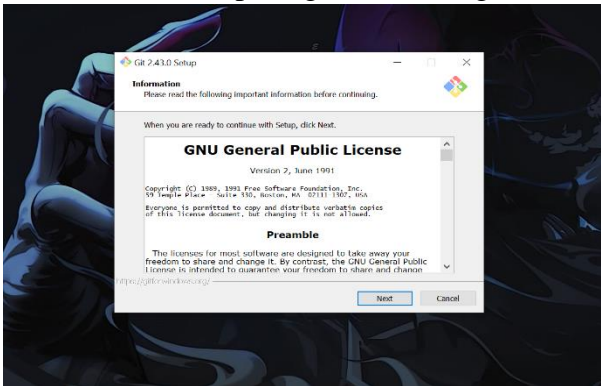 Git 2.43.0 Setup
Information
Please read the following important information before continuing.
When you are ready to continue with Setup, click Next.
GNU General Public License
Version 2, June 1991
Copyright (C) 1989, 1991 Free Software Foundation, Inc.
59 Temple Place - Suite 330, Boston, MA 02111-1307, USA
Everyone is permitted to copy and distribute verbatim copies
of this license document, but changing it is not allowed.
Preamble
The licenses for most software are designed to take away your
freedom to share and change it. By contrast, the GNU General Public
License is intended to guarantee your freedom to share and change
https://gitforwindows.org/
Next
Cancel